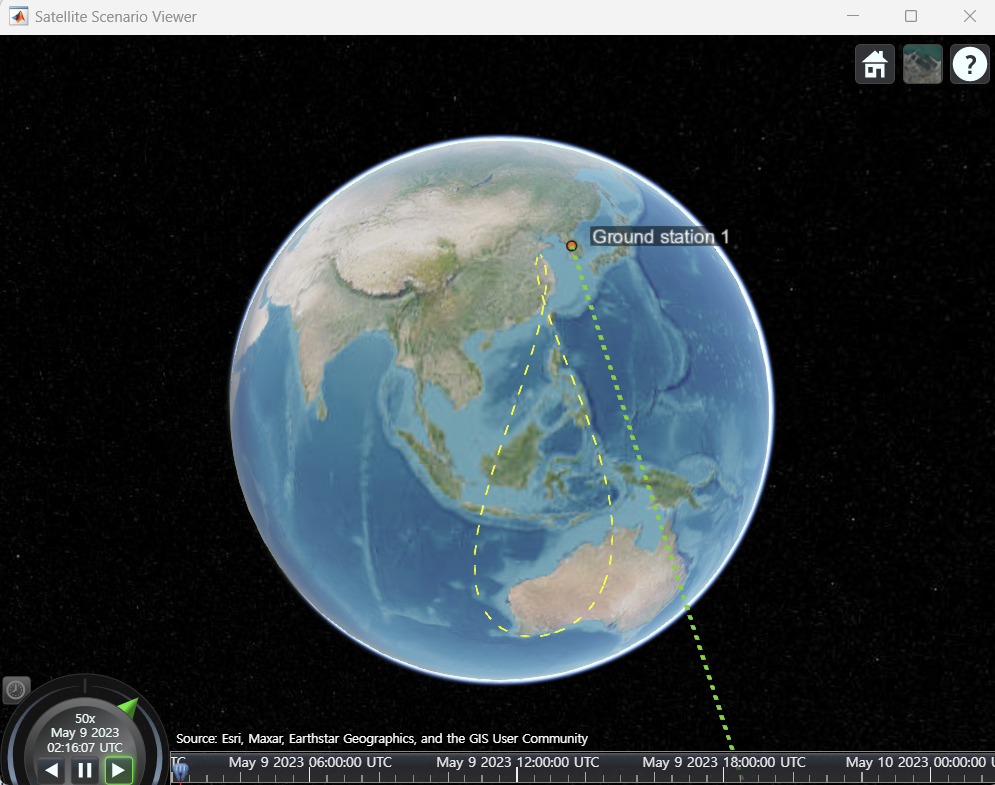 Satellite Scenario Viewer
?
Ground station 1
50x
May 9 2023
02:16:07 UTC
Source: Esri, Maxar, Earthstar Geographics, and the GIS User Community
TC
May 9 2023 06:00:00 UTC
May 9 2023 12:00:00 UTC
May 9 2023 18:00:00 UTC
May 10 2023 00:00:00 U